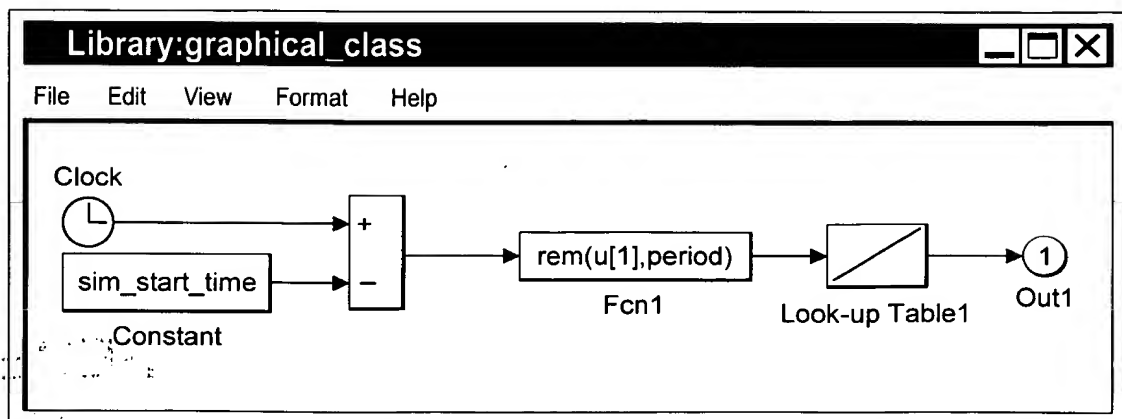 Library:graphical_class
File Edit View Format Help
Clock
+
sim_start_time
−
Constant
rem(u[1],period)
Fcn1
Look-up Table1
1
Out1